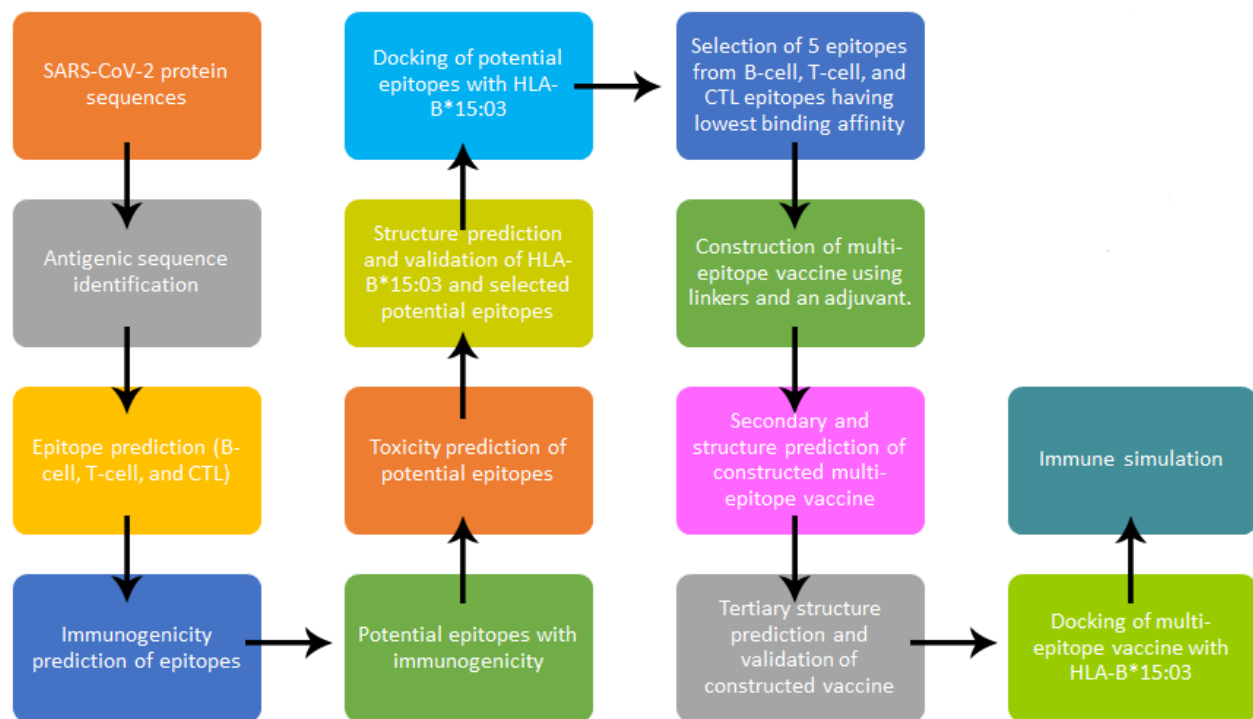 SARS-CoV-2 protein
sequences
Antigenic sequence
identification
Epitope prediction (B-
cell, T-cell, and CTL)
Immunogenicity
prediction of epitopes
Potential epitopes with
immunogenicity
Toxicity prediction of
potential epitopes
Structure prediction
and validation of HLA-
B*15:03 and selected
potential epitopes
Docking of potential
epitopes with HLA-
B*15:03
Selection of 5 epitopes
from B-cell, T-cell, and
CTL epitopes having
lowest binding affinity
Construction of multi-
epitope vaccine using
linkers and an adjuvant.
Secondary and
structure prediction of
constructed multi-
epitope vaccine
Tertiary structure
prediction and
validation of
constructed vaccine
Docking of multi-
epitope vaccine with
HLA-B*15:03
Immune simulation